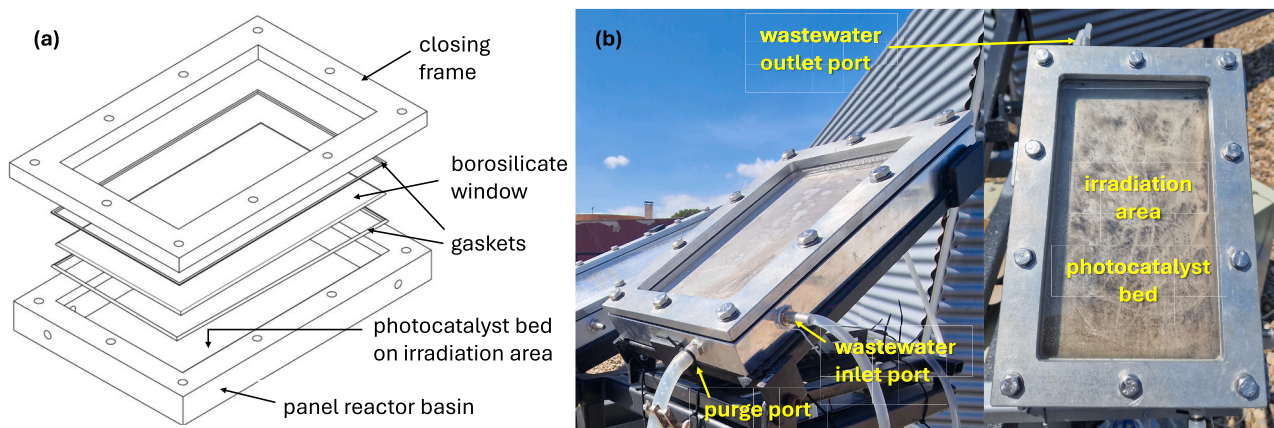 (a)
closing
frame
borosilicate
window
gaskets
photocatalyst bed
on irradiation area
panel reactor basin
(b)
wastewater
outlet port
wastewater
inlet port
purge port
irradiation
area
photocatalyst
bed